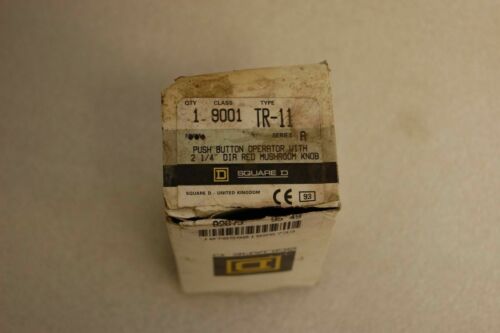 QTY CLASS TYPE
1 9001 TR-11
SERIES A
PUSH BUTTON OPERATOR WITH
2 1/4" DIA RED MUSHROOM KNOB
D SQUARE D
SQUARE D - UNITED KINGDOM CE 93